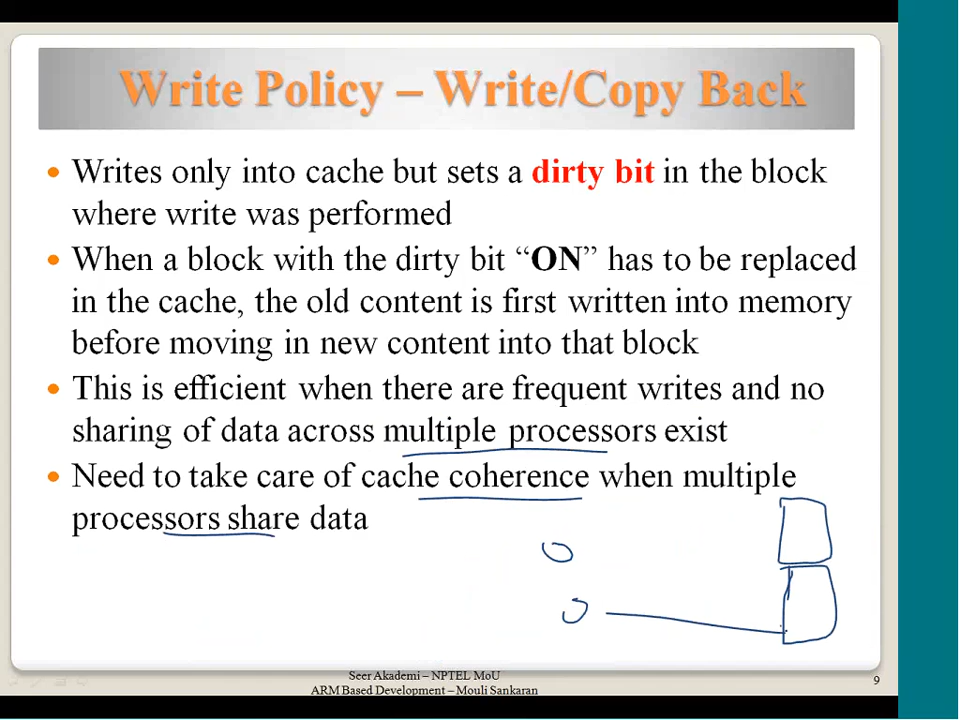 Write Policy – Write/Copy Back
• Writes only into cache but sets a dirty bit in the block
where write was performed
• When a block with the dirty bit “ON” has to be replaced
in the cache, the old content is first written into memory
before moving in new content into that block
• This is efficient when there are frequent writes and no
sharing of data across multiple processors exist
• Need to take care of cache coherence when multiple
processors share data
Seer Akademi – NPTEL MoU
ARM Based Development – Mouli Sankaran
9